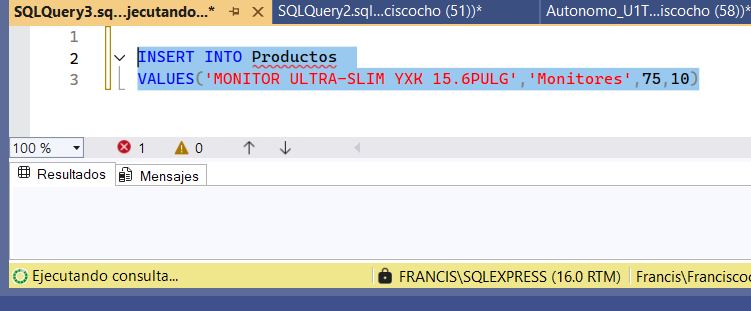 SQLQuery3.sq...jecutando...* SQLQuery2.sql...ciscocho (51))* Autonomo_U1T...iscocho (58))*
1
2 INSERT INTO Productos
3 VALUES('MONITOR ULTRA-SLIM YXK 15.6PULG','Monitores',75,10)
100 % 1 0
Resultados Mensajes
Ejecutando consulta... FRANCIS\SQLEXPRESS (16.0 RTM) Francis\Franciscoc